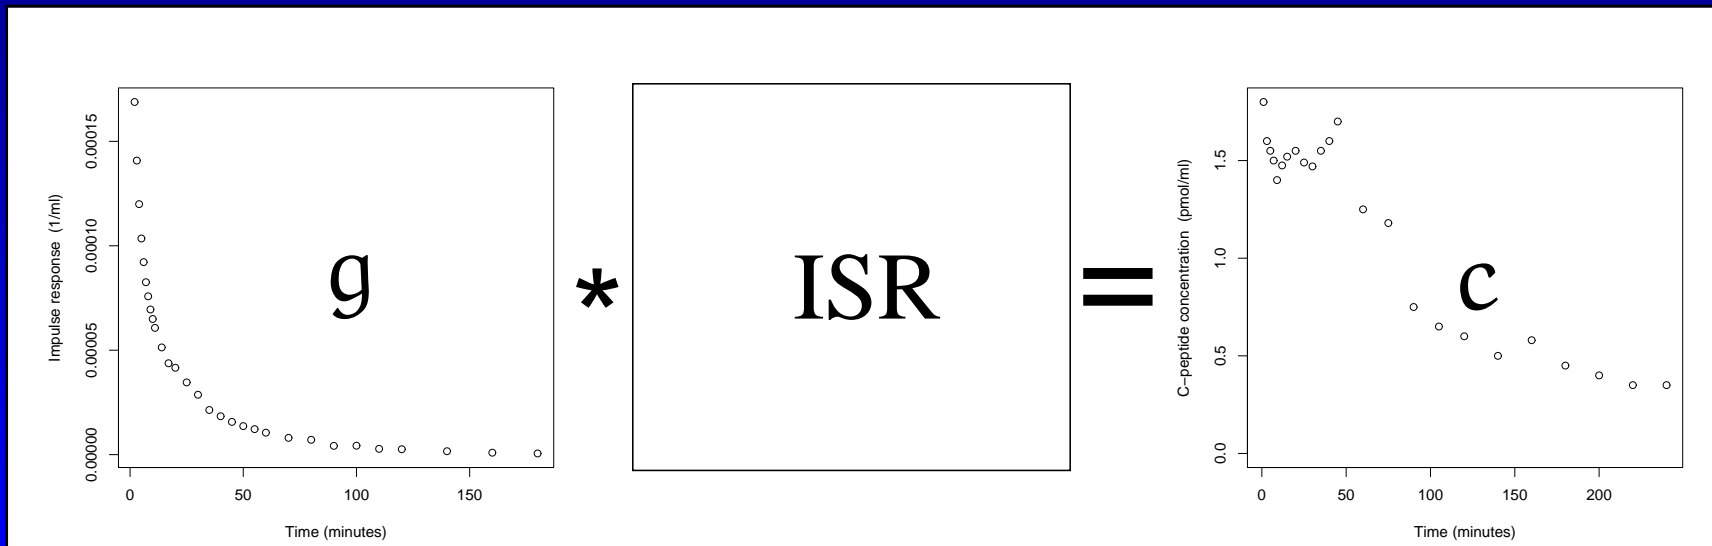 Impulse response (1/ml)
0.00015
0.00010
0.00005
0.00000
g
0 50 100 150
Time (minutes)
*
ISR
=
C−peptide concentration (pmol/ml)
1.5
1.0
0.5
0.0
c
0 50 100 150 200
Time (minutes)